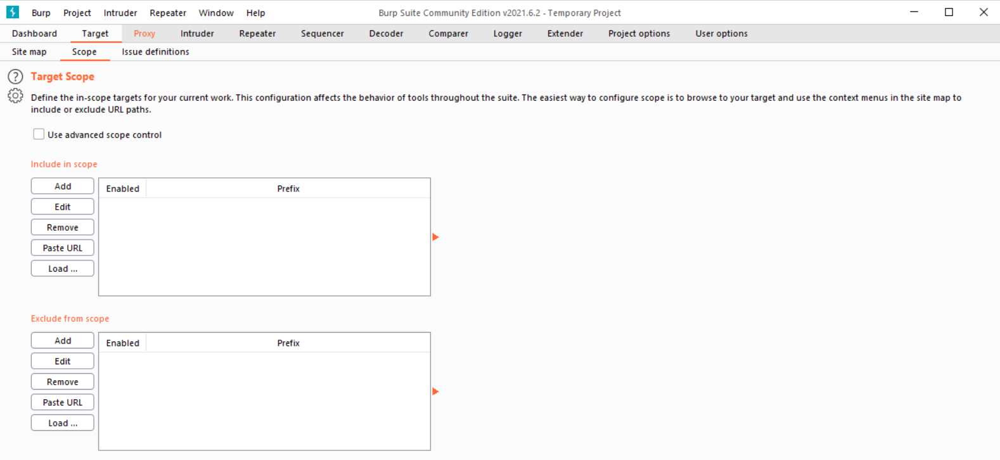 Burp Project Intruder Repeater Window Help Burp Suite Community Edition v2021.6.2 - Temporary Project
Dashboard Target Proxy Intruder Repeater Sequencer Decoder Comparer Logger Extender Project options User options
Site map Scope Issue definitions
? Target Scope
Define the in-scope targets for your current work. This configuration affects the behavior of tools throughout the suite. The easiest way to configure scope is to browse to your target and use the context menus in the site map to
include or exclude URL paths.
Use advanced scope control
Include in scope
Add
Edit
Remove
Paste URL
Load ...
Enabled Prefix
Exclude from scope
Add
Edit
Remove
Paste URL
Load ...
Enabled Prefix